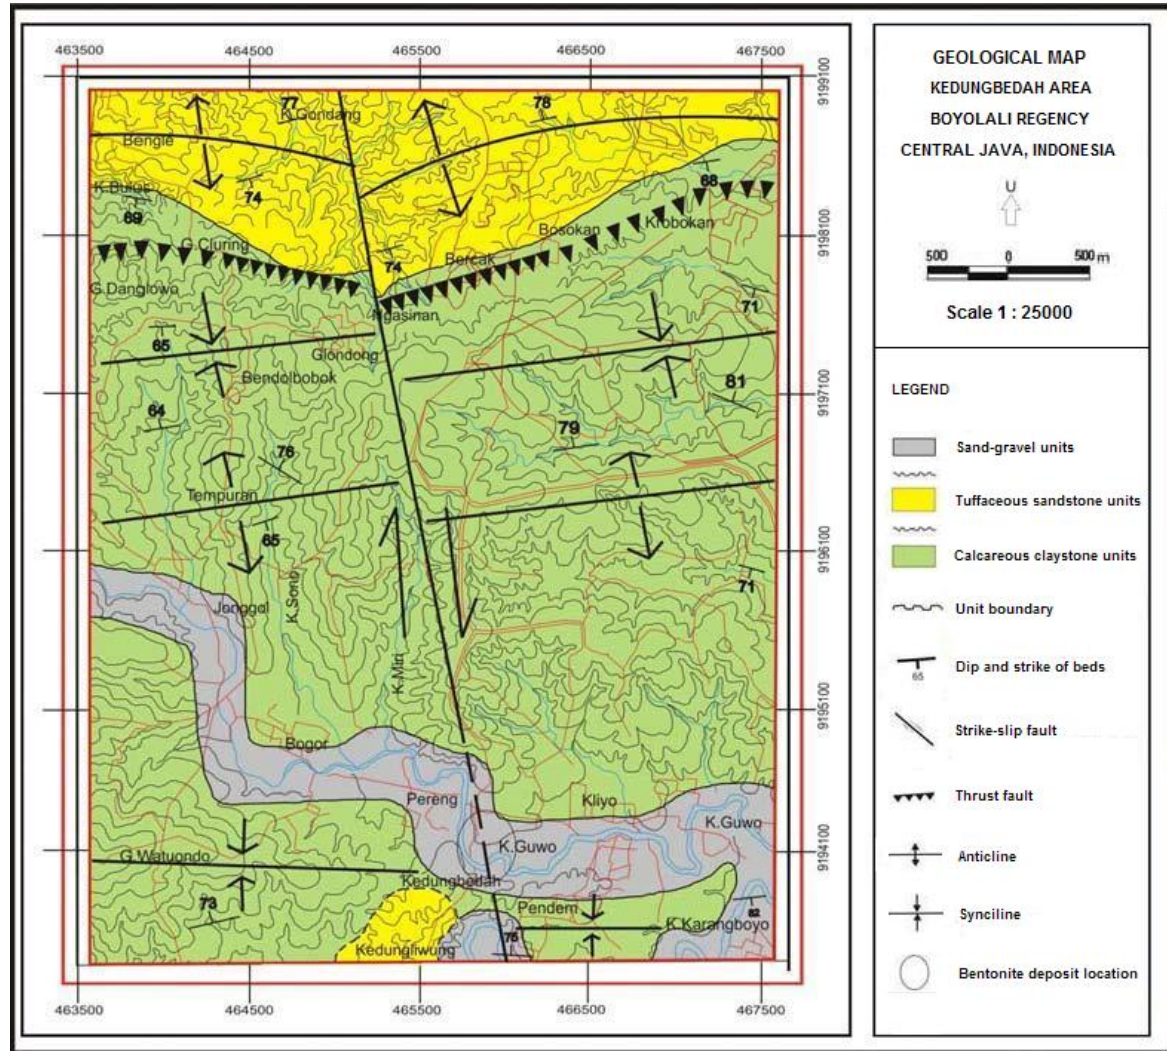 463500 464500 465500 466500 467500
9199100
77
K.Gondang
78
Bengle
K.Bulos
74
68
69
G.Cluring
Krobokan
Bosokan
9198100
Bercak
74
G.Danglowo
Ngasinan
71
65
Glondong
Bendolbobok
81
9197100
64
79
76
Tempuran
65
9196100
71
K.Sono
Jonggol
K.Miri
9195100
Bogor
Pereng
Kliyo
K.Guwo
K.Guwo
9194100
G.Watuondo
Kedungbedah
73
Pendem
82
K.Karangboyo
75
Kedungliwung
463500 464500 465500 466500 467500
GEOLOGICAL MAP
KEDUNGBEDAH AREA
BOYOLALI REGENCY
CENTRAL JAVA, INDONESIA
U
500 0 500 m
Scale 1 : 25000
LEGEND
Sand-gravel units
Tuffaceous sandstone units
Calcareous claystone units
Unit boundary
65
Dip and strike of beds
Strike-slip fault
Thrust fault
Anticline
Synciline
Bentonite deposit location